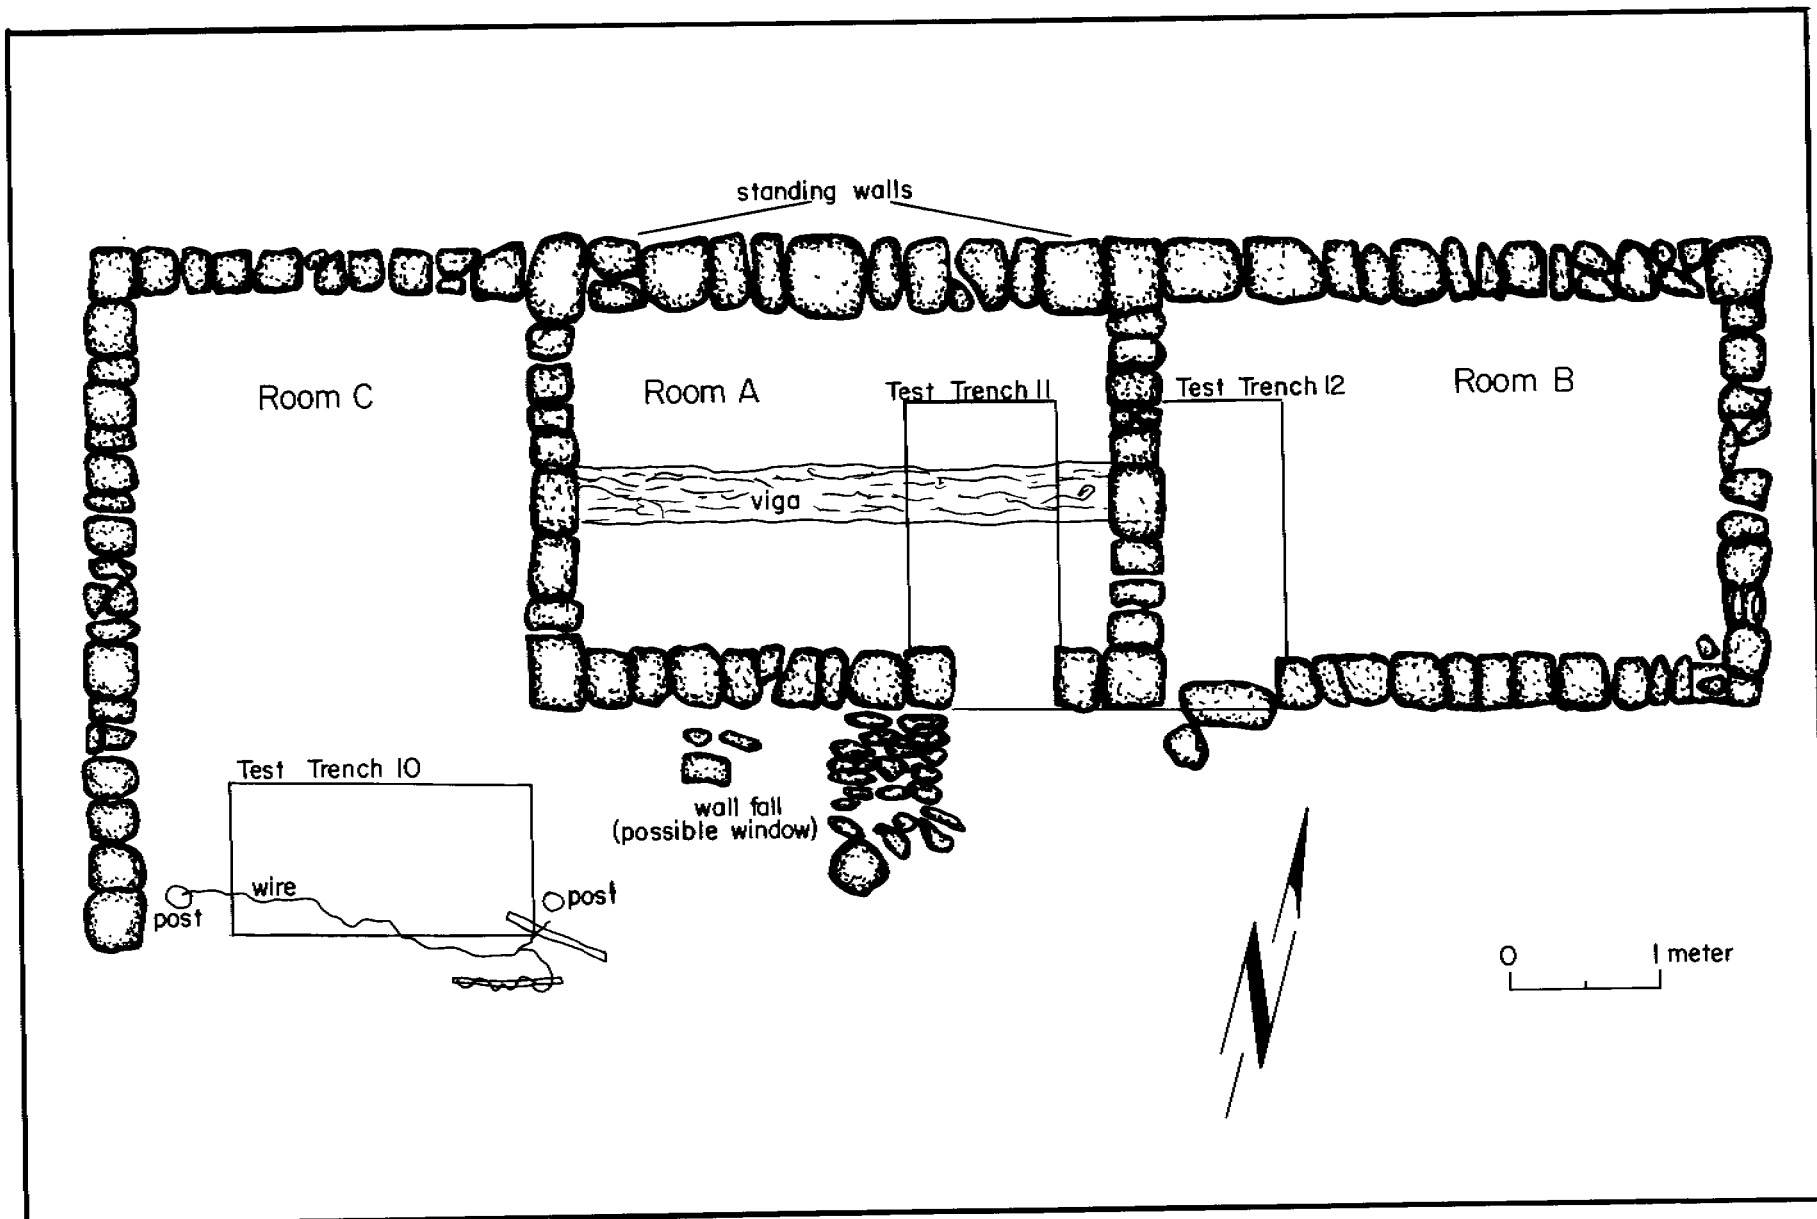 standing walls
Room C
Room A
Test Trench 11
Test Trench 12
Room B
viga
Test Trench 10
wall fall
(possible window)
wire
post
post
0 1 meter
N